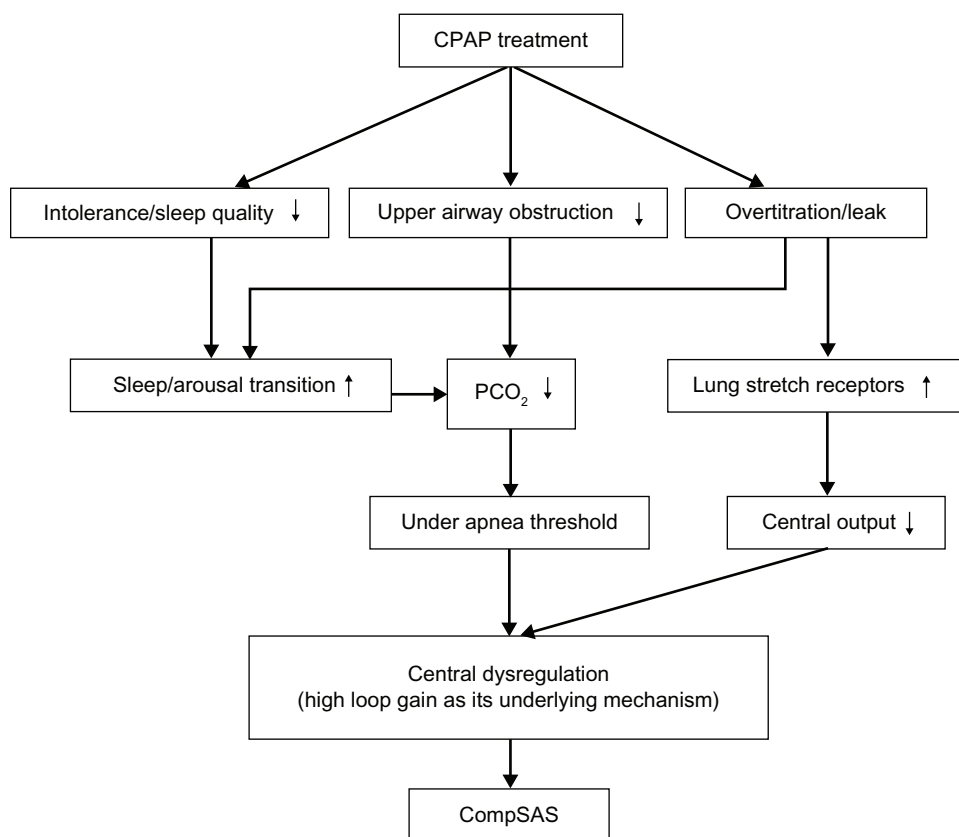 CPAP treatment
Intolerance/sleep quality ↓
Upper airway obstruction ↓
Overtitration/leak
Sleep/arousal transition ↑
PCO₂ ↓
Lung stretch receptors ↑
Under apnea threshold
Central output ↓
Central dysregulation
(high loop gain as its underlying mechanism)
CompSAS